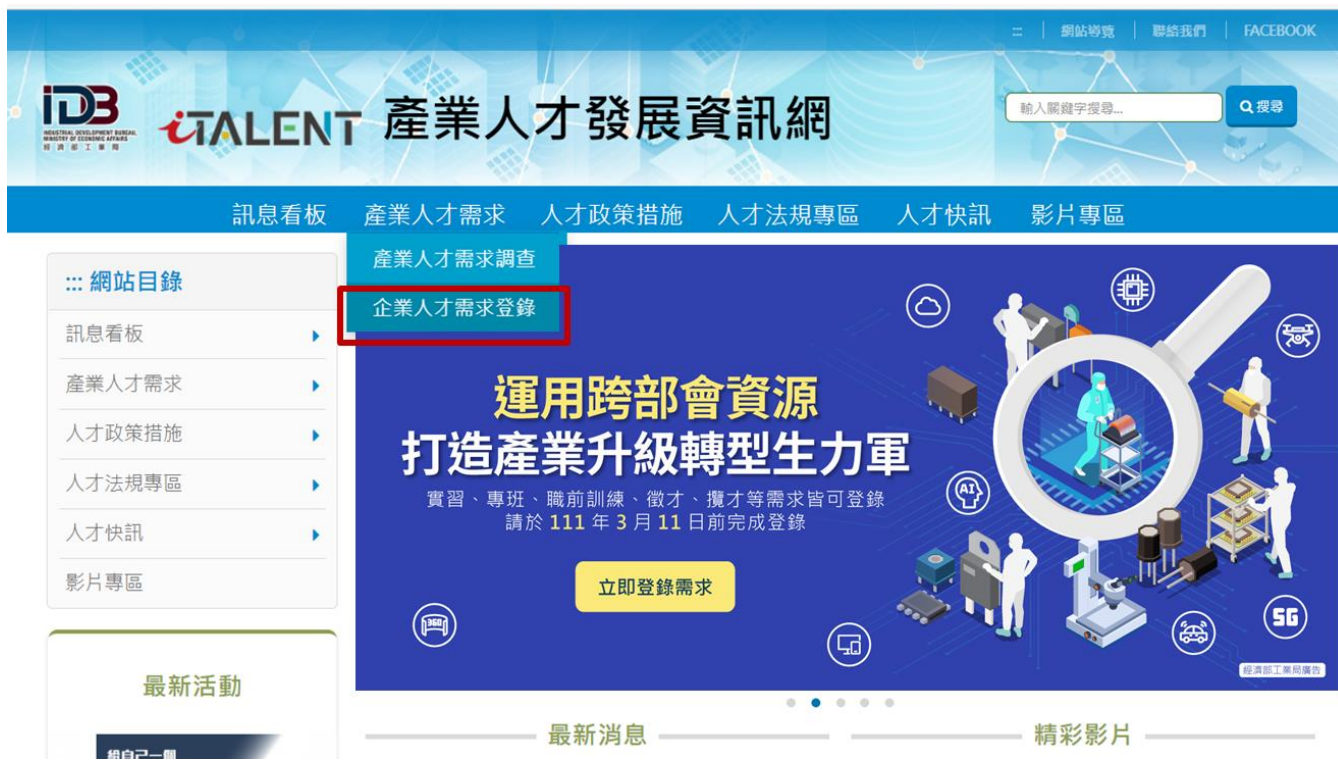 ::: | 網站導覽 | 聯絡我們 | FACEBOOK
IDB
INDUSTRIAL DEVELOPMENT BUREAU,
MINISTRY OF ECONOMIC AFFAIRS
經濟部工業局
iTALENT 產業人才發展資訊網
輸入關鍵字搜尋...
搜尋
訊息看板 產業人才需求 人才政策措施 人才法規專區 人才快訊 影片專區
產業人才需求調查
企業人才需求登錄
::: 網站目錄
訊息看板
產業人才需求
人才政策措施
人才法規專區
人才快訊
影片專區
運用跨部會資源
打造產業升級轉型生力軍
實習、專班、職前訓練、徵才、攬才等需求皆可登錄
請於 111 年 3 月 11 日前完成登錄
立即登錄需求
AI
360
5G
經濟部工業局廣告
最新活動
給自己一個
最新消息
精彩影片